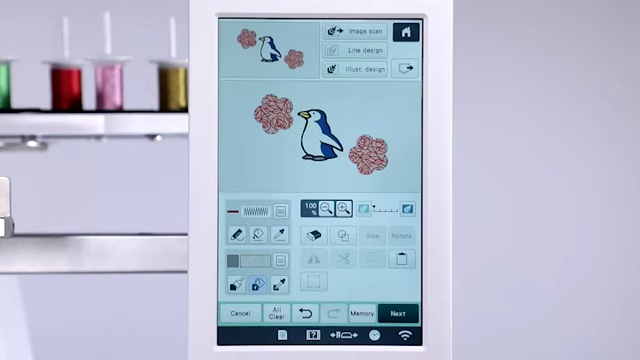 Image scan
Line design
Illust. design
100
%
Size
Rotate
Cancel
All
Clear
Memory
Next